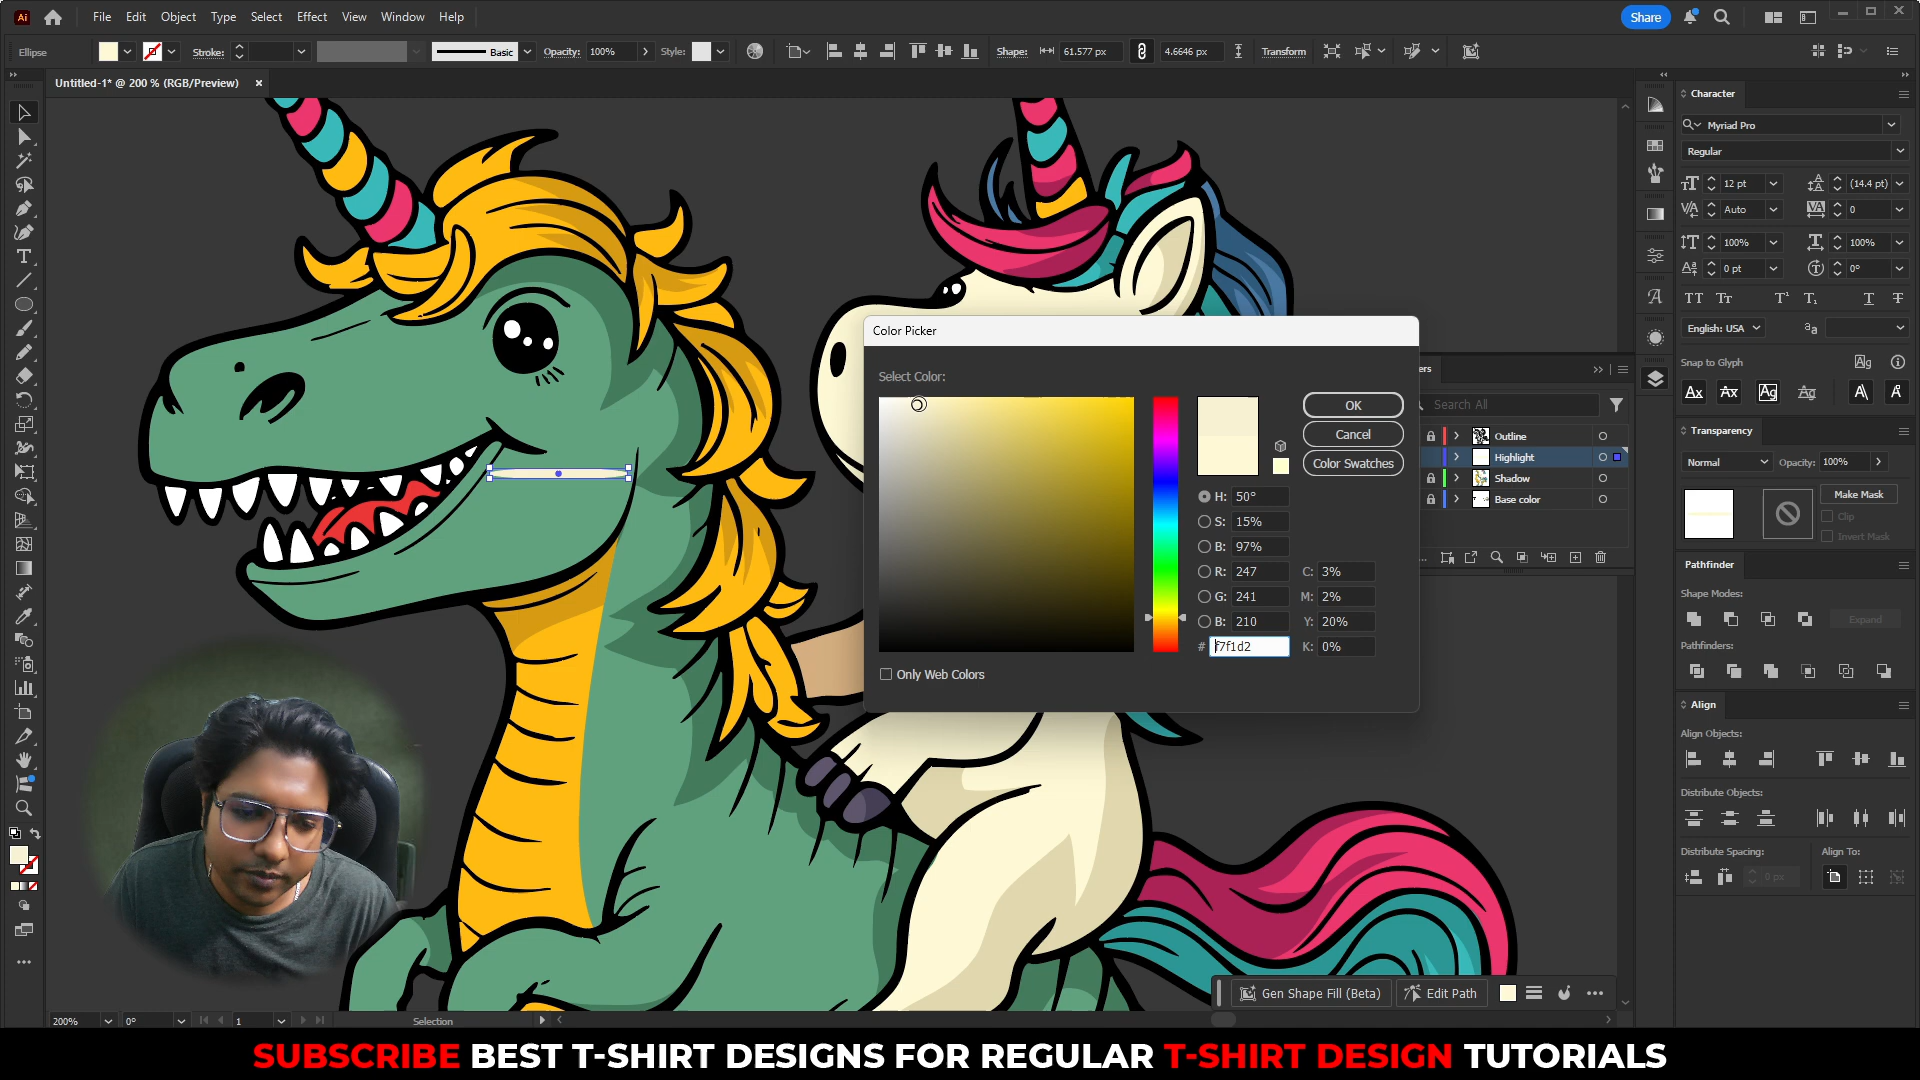 Ai
File Edit Object Type Select Effect View Window Help
Share
Ellipse
Stroke:
Basic
Opacity: 100%
Style:
Shape: 61.577 px 4.6646 px
Transform
Untitled-1* @ 200 % (RGB/Preview)
Character
Myriad Pro
Regular
12 pt (14.4 pt)
Auto 0
100% 100%
0 pt 0°
English: USA
Snap to Glyph
Color Picker
Select Color:
OK
Cancel
Color Swatches
H: 50°
S: 15%
B: 97%
R: 247 C: 3%
G: 241 M: 2%
B: 210 Y: 20%
# f7f1d2 K: 0%
Only Web Colors
ers
Search All
Outline
Highlight
Shadow
Base color
Transparency
Normal Opacity: 100%
Make Mask
Clip
Invert Mask
Pathfinder
Shape Modes:
Expand
Pathfinders:
Align
Align Objects:
Distribute Objects:
Distribute Spacing: Align To:
0 px
Gen Shape Fill (Beta) Edit Path
200% 0° 1 Selection
SUBSCRIBE BEST T-SHIRT DESIGNS FOR REGULAR T-SHIRT DESIGN TUTORIALS